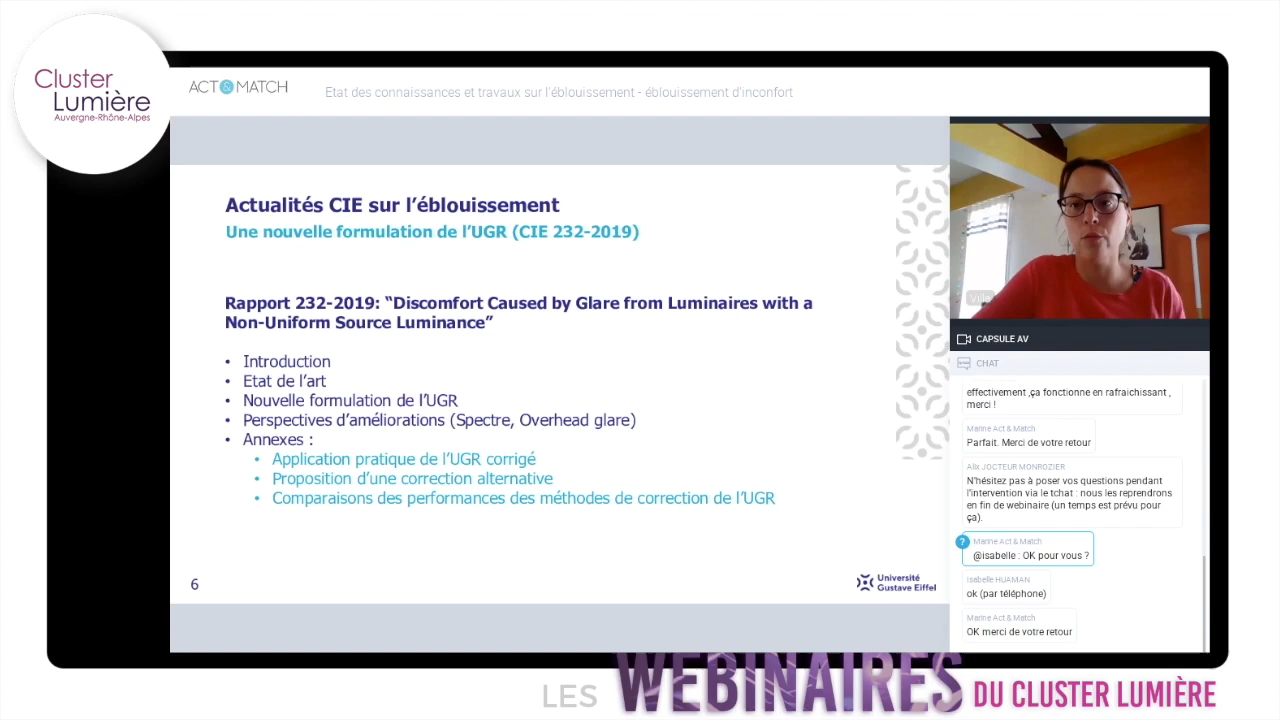 Cluster
Lumière
Auvergne-Rhône-Alpes
ACT & MATCH
Etat des connaissances et travaux sur l'éblouissement - éblouissement d'inconfort
Actualités CIE sur l’éblouissement
Une nouvelle formulation de l’UGR (CIE 232-2019)
Rapport 232-2019: “Discomfort Caused by Glare from Luminaires with a
Non-Uniform Source Luminance”
• Introduction
• Etat de l’art
• Nouvelle formulation de l’UGR
• Perspectives d’améliorations (Spectre, Overhead glare)
• Annexes :
• Application pratique de l’UGR corrigé
• Proposition d’une correction alternative
• Comparaisons des performances des méthodes de correction de l’UGR
6
Université
Gustave Eiffel
CAPSULE AV
CHAT
effectivement ,ça fonctionne en rafraichissant ,
merci !
Marine Act & Match
Parfait. Merci de votre retour
Alix JOCTEUR MONROZIER
N'hésitez pas à poser vos questions pendant
l'intervention via le tchat : nous les reprendrons
en fin de webinaire (un temps est prévu pour
ça).
?
Marine Act & Match
@isabelle : OK pour vous ?
Isabelle HUAMAN
ok (par téléphone)
Marine Act & Match
OK merci de votre retour
LES WEBINAIRES DU CLUSTER LUMIÈRE